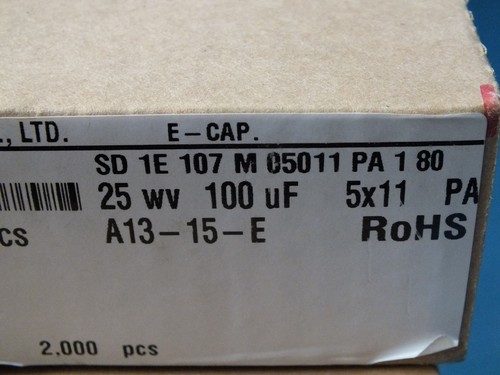 ., LTD. E-CAP.
SD 1E 107 M 05011 PA 1 80
25 wv 100 uF 5x11 PA
CS A13-15-E RoHS
2,000 pcs